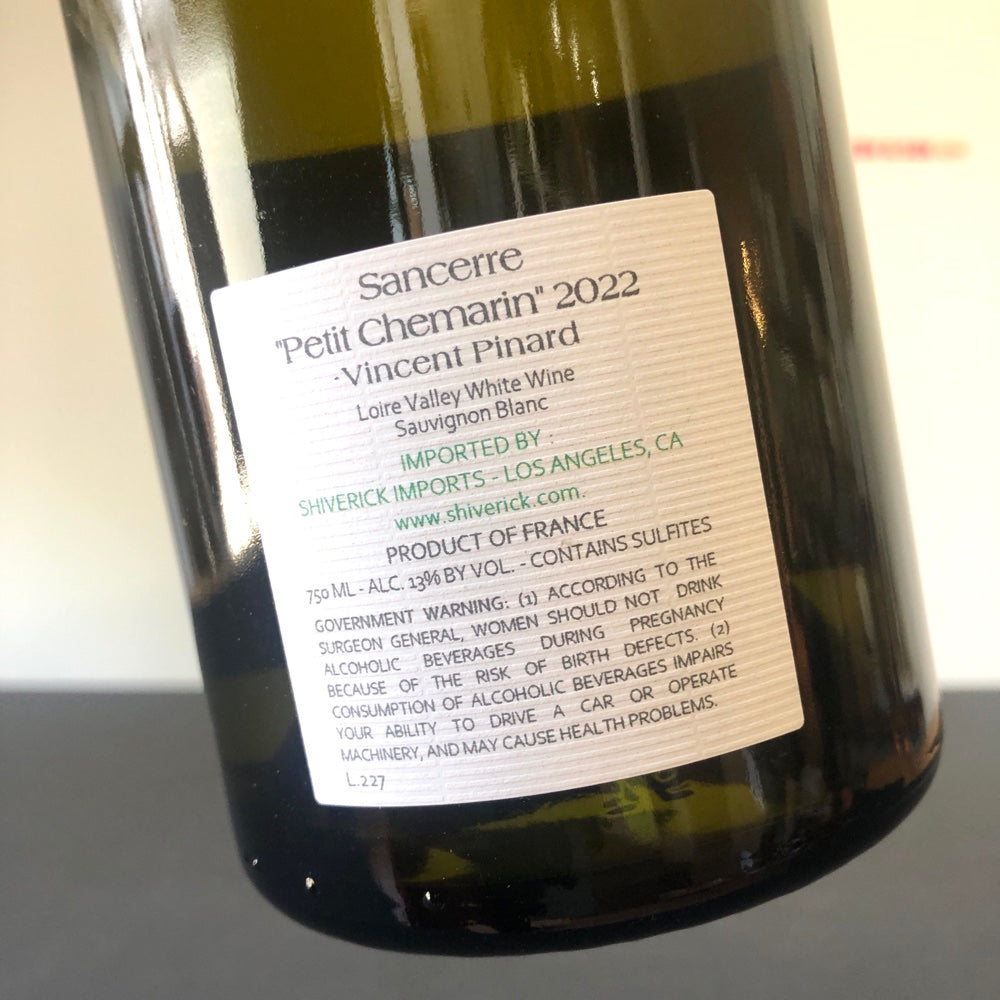 Sancerre
"Petit Chemarin" 2022
-Vincent Pinard
Loire Valley White Wine
Sauvignon Blanc
IMPORTED BY :
SHIVERICK IMPORTS - LOS ANGELES, CA
www.shiverick.com.
PRODUCT OF FRANCE
750 ML - ALC. 13% BY VOL. - CONTAINS SULFITES
GOVERNMENT WARNING: (1) ACCORDING TO THE
SURGEON GENERAL, WOMEN SHOULD NOT DRINK
ALCOHOLIC BEVERAGES DURING PREGNANCY
BECAUSE OF THE RISK OF BIRTH DEFECTS. (2)
CONSUMPTION OF ALCOHOLIC BEVERAGES IMPAIRS
YOUR ABILITY TO DRIVE A CAR OR OPERATE
MACHINERY, AND MAY CAUSE HEALTH PROBLEMS.
L.227